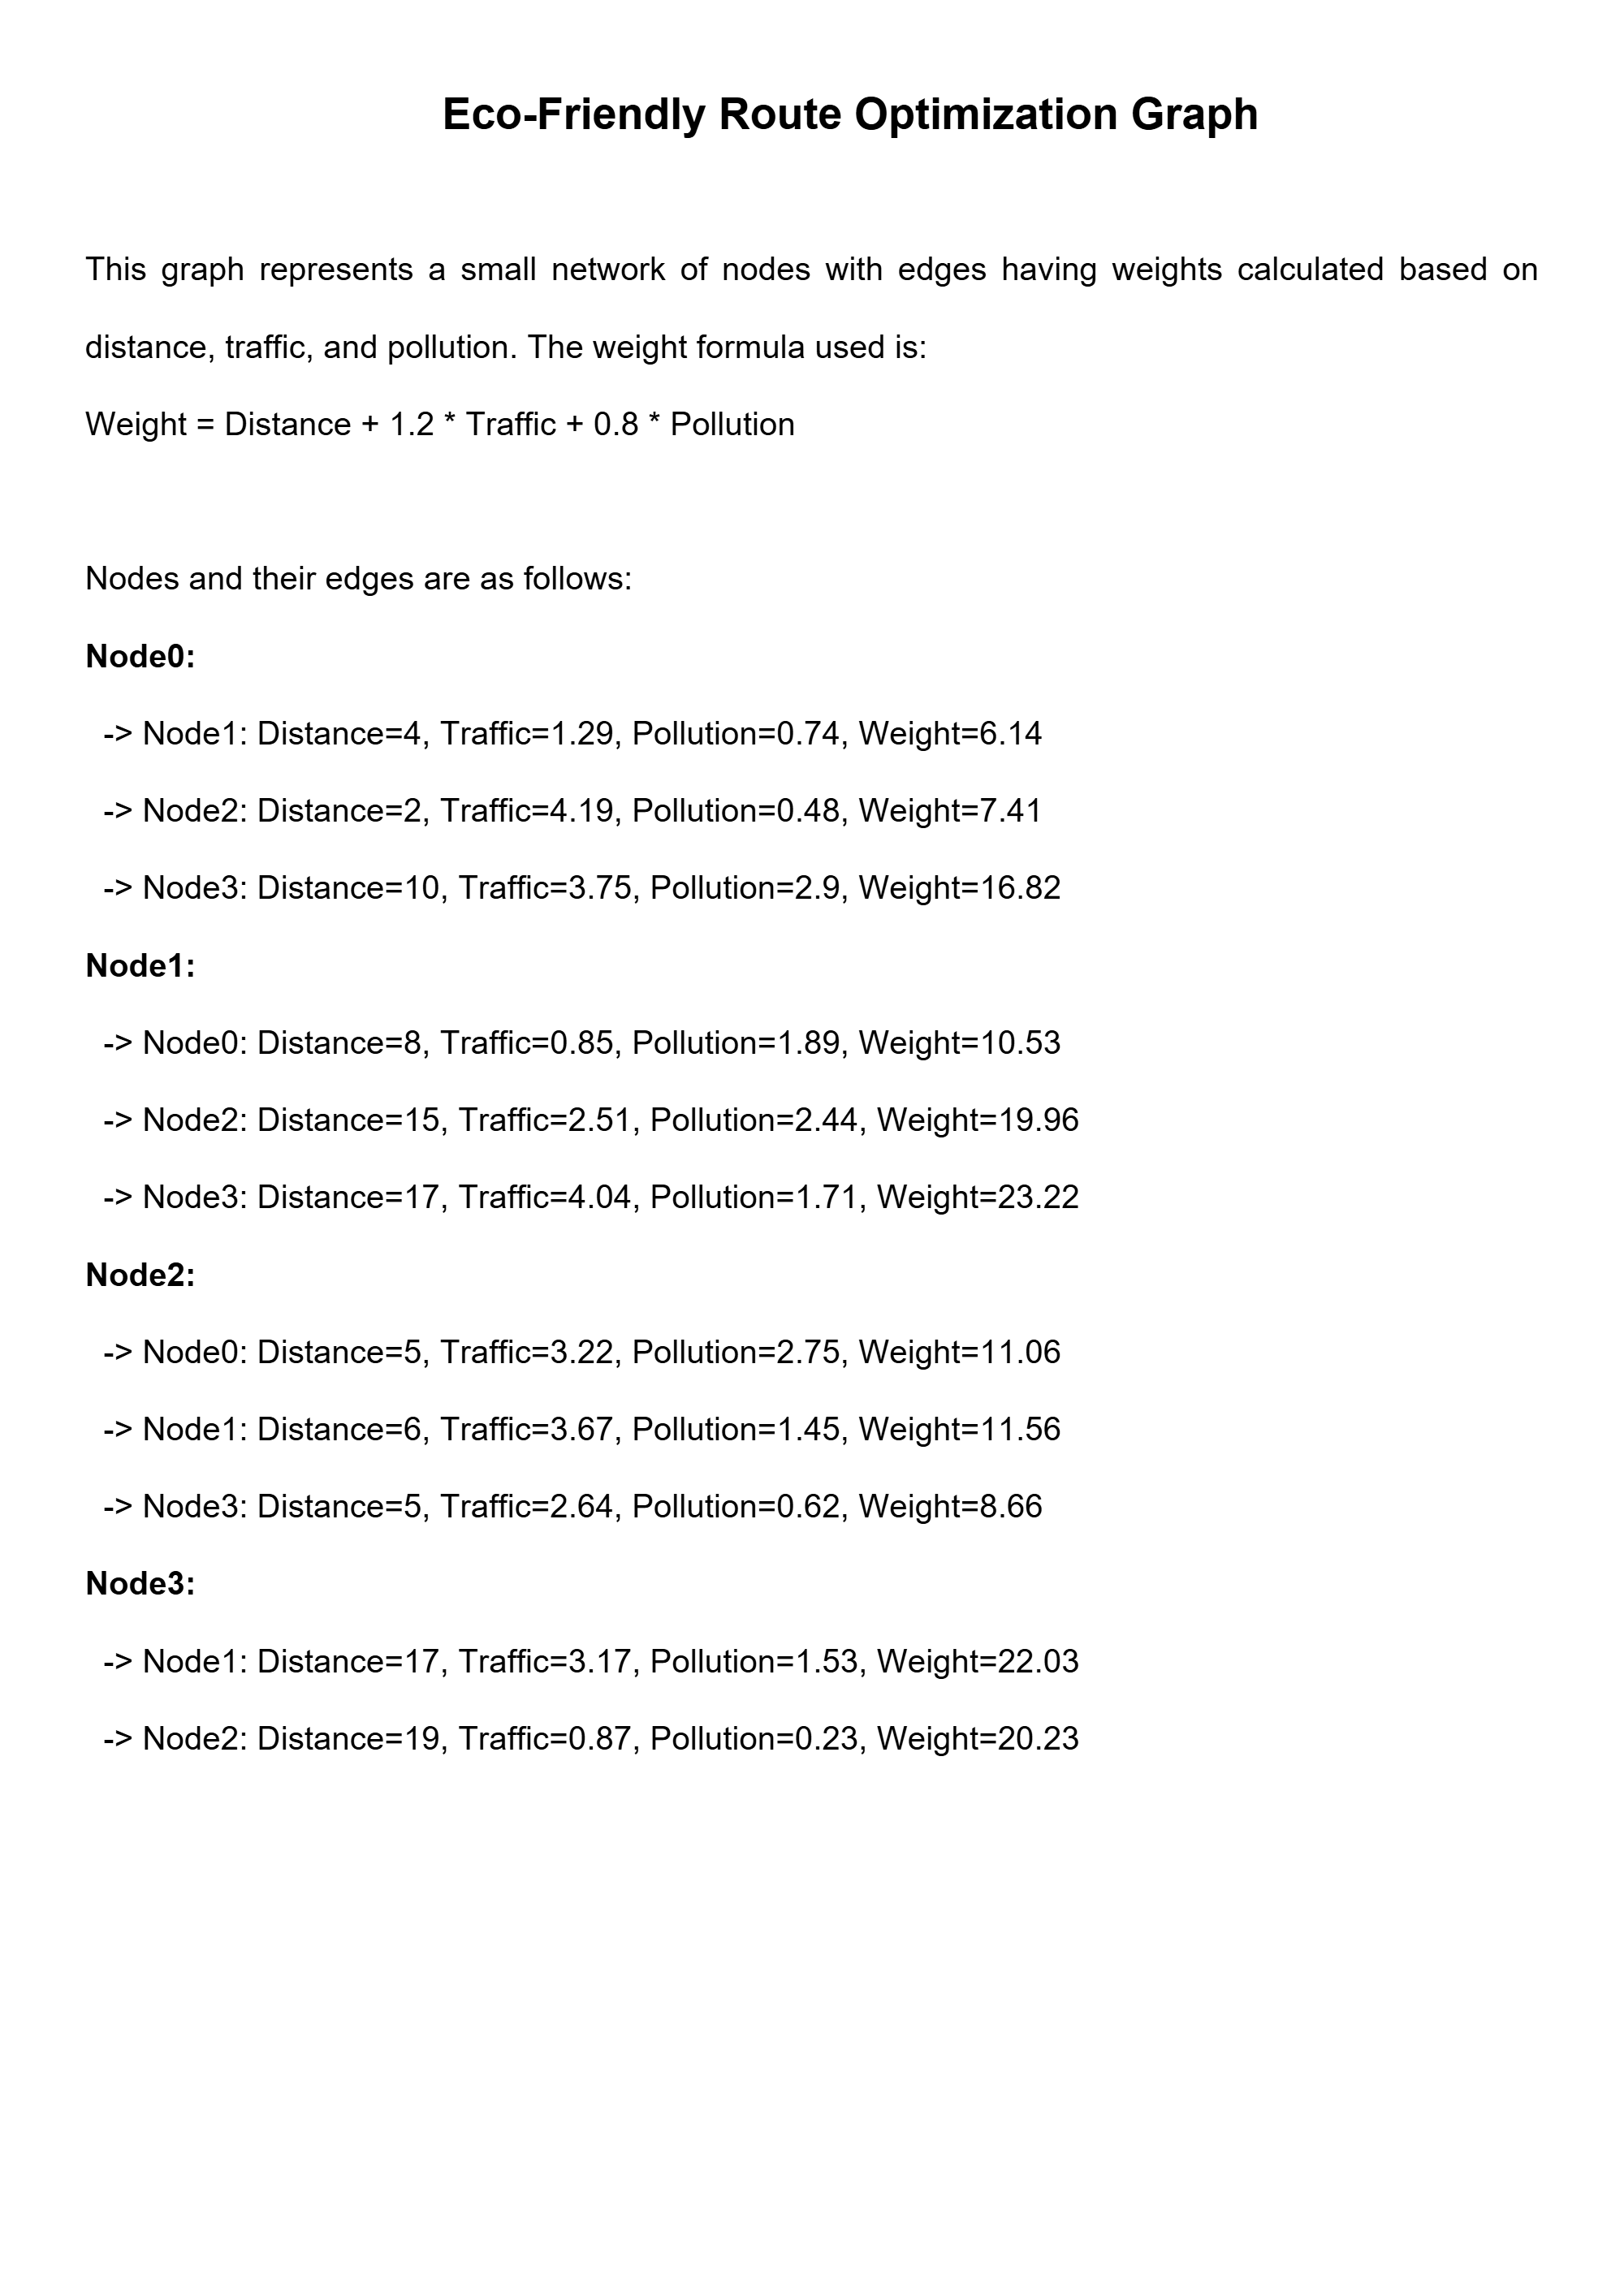 Eco-Friendly Route Optimization Graph
This graph represents a small network of nodes with edges having weights calculated based on
distance, traffic, and pollution. The weight formula used is:
Weight = Distance + 1.2 * Traffic + 0.8 * Pollution
Nodes and their edges are as follows:
Node0:
-> Node1: Distance=4, Traffic=1.29, Pollution=0.74, Weight=6.14
-> Node2: Distance=2, Traffic=4.19, Pollution=0.48, Weight=7.41
-> Node3: Distance=10, Traffic=3.75, Pollution=2.9, Weight=16.82
Node1:
-> Node0: Distance=8, Traffic=0.85, Pollution=1.89, Weight=10.53
-> Node2: Distance=15, Traffic=2.51, Pollution=2.44, Weight=19.96
-> Node3: Distance=17, Traffic=4.04, Pollution=1.71, Weight=23.22
Node2:
-> Node0: Distance=5, Traffic=3.22, Pollution=2.75, Weight=11.06
-> Node1: Distance=6, Traffic=3.67, Pollution=1.45, Weight=11.56
-> Node3: Distance=5, Traffic=2.64, Pollution=0.62, Weight=8.66
Node3:
-> Node1: Distance=17, Traffic=3.17, Pollution=1.53, Weight=22.03
-> Node2: Distance=19, Traffic=0.87, Pollution=0.23, Weight=20.23